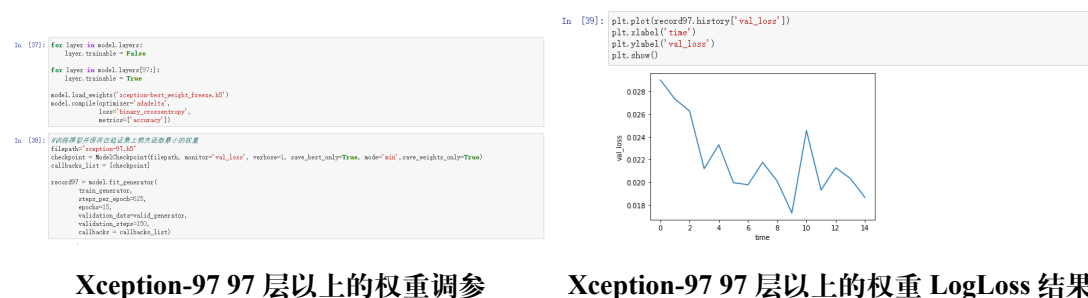 In [37]: for layer in model.layers:
layer.trainable = False
for layer in model.layers[97:]:
layer.trainable = True
model.load_weights('xception-best_weight_freeze.h5')
model.compile(optimizer='adadelta',
loss='binary_crossentropy',
metrics=['accuracy'])
In [38]: #训练模型并保存在验证集上损失函数最小的权重
filepath="xception-97.h5"
checkpoint = ModelCheckpoint(filepath, monitor='val_loss', verbose=1, save_best_only=True, mode='min',save_weights_only=True)
callbacks_list = [checkpoint]
record97 = model.fit_generator(
train_generator,
steps_per_epoch=625,
epochs=15,
validation_data=valid_generator,
validation_steps=150,
callbacks = callbacks_list)
Xception-97 97 层以上的权重调参
In [39]: plt.plot(record97.history['val_loss'])
plt.xlabel('time')
plt.ylabel('val_loss')
plt.show()
0.028
0.026
0.024
0.022
0.020
0.018
val_loss
0 2 4 6 8 10 12 14
time
Xception-97 97 层以上的权重 LogLoss 结果